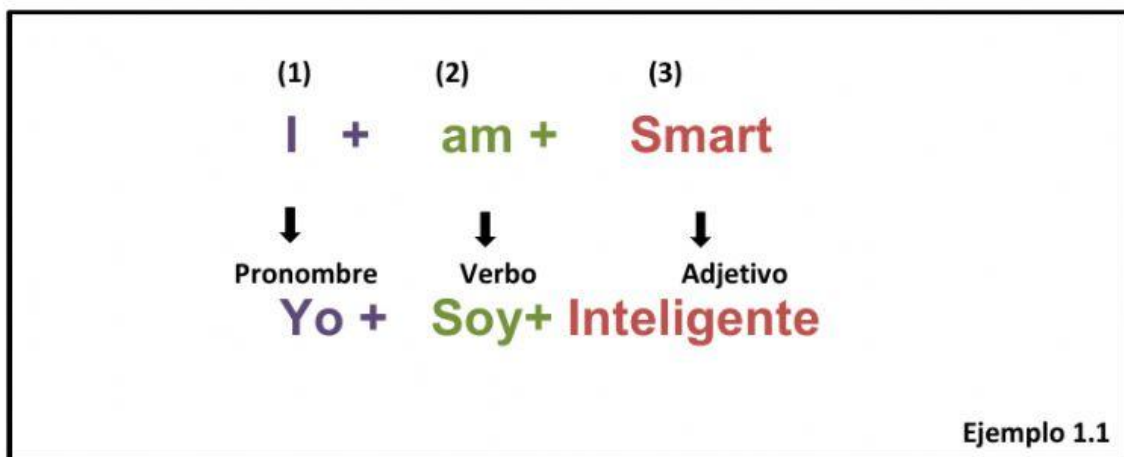 (1) (2) (3)
I + am + Smart
Pronombre Verbo Adjetivo
Yo + Soy+ Inteligente
Ejemplo 1.1